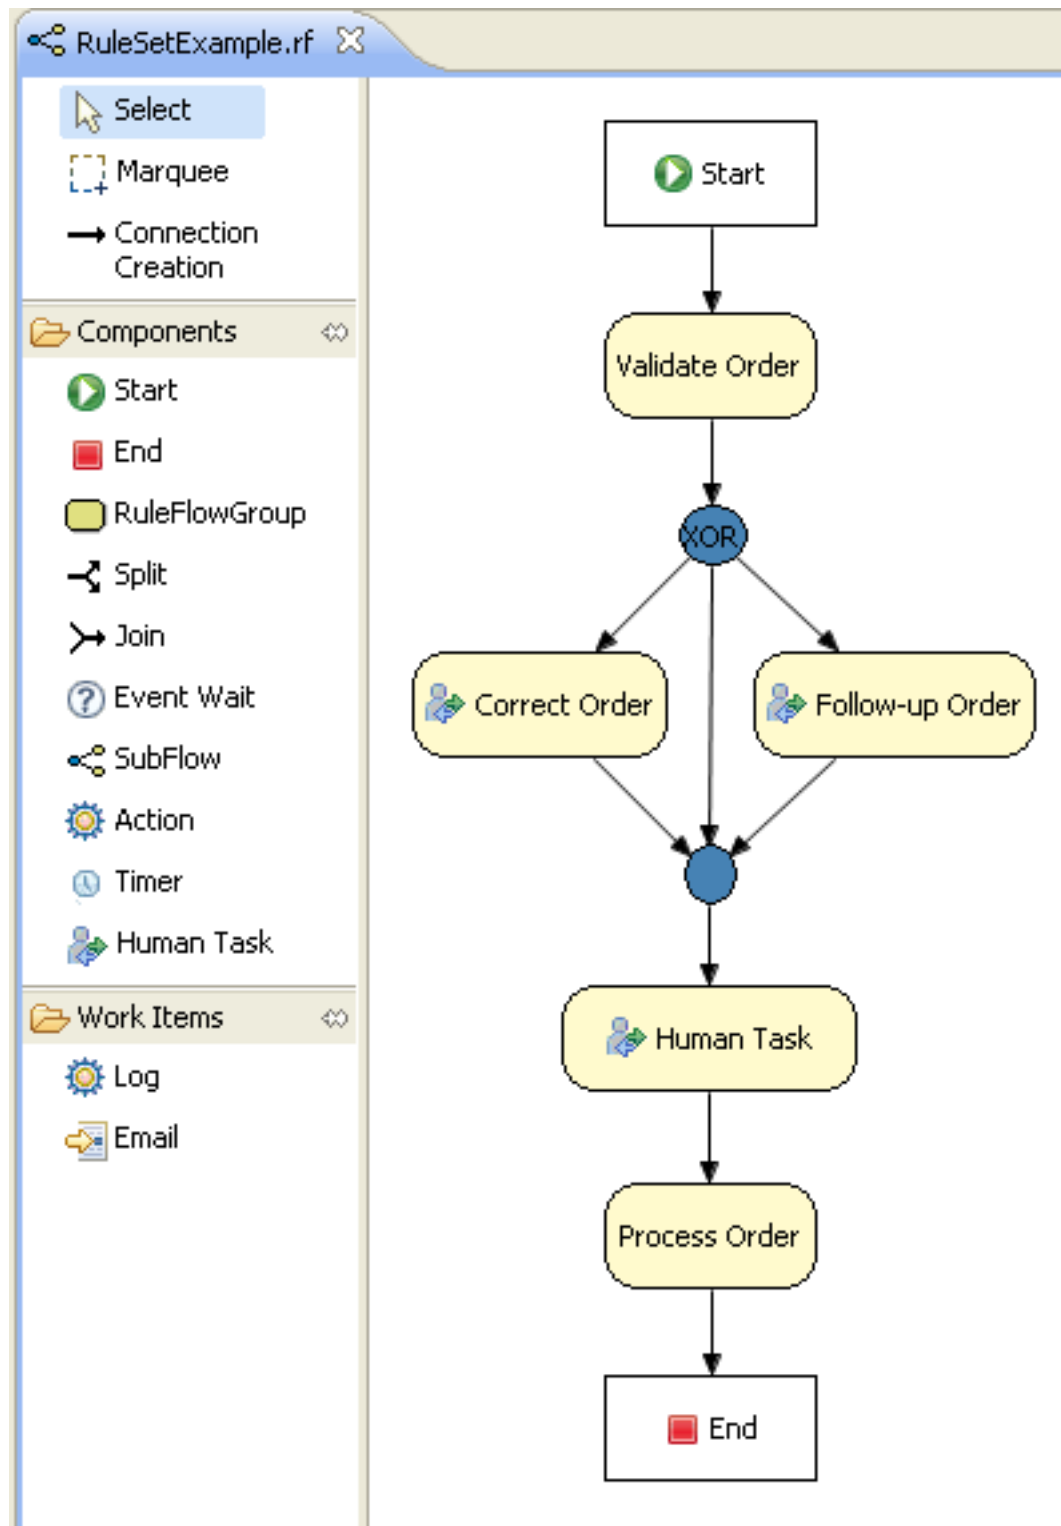 RuleSetExample.rf
Select
Marquee
Connection
Creation
Components
Start
End
RuleFlowGroup
Split
Join
Event Wait
SubFlow
Action
Timer
Human Task
Work Items
Log
Email
Start
Validate Order
XOR
Correct Order
Follow-up Order
Human Task
Process Order
End